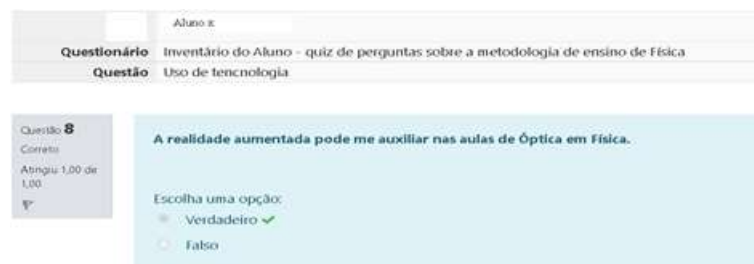 Aluno x
Questionário Inventário do Aluno - quiz de perguntas sobre a metodologia de ensino de Física
Questão Uso de tencnologia
Questão 8
Correto
Atingiu 1,00 de
1,00
A realidade aumentada pode me auxiliar nas aulas de Óptica em Física.
Escolha uma opção:
Verdadeiro
Falso